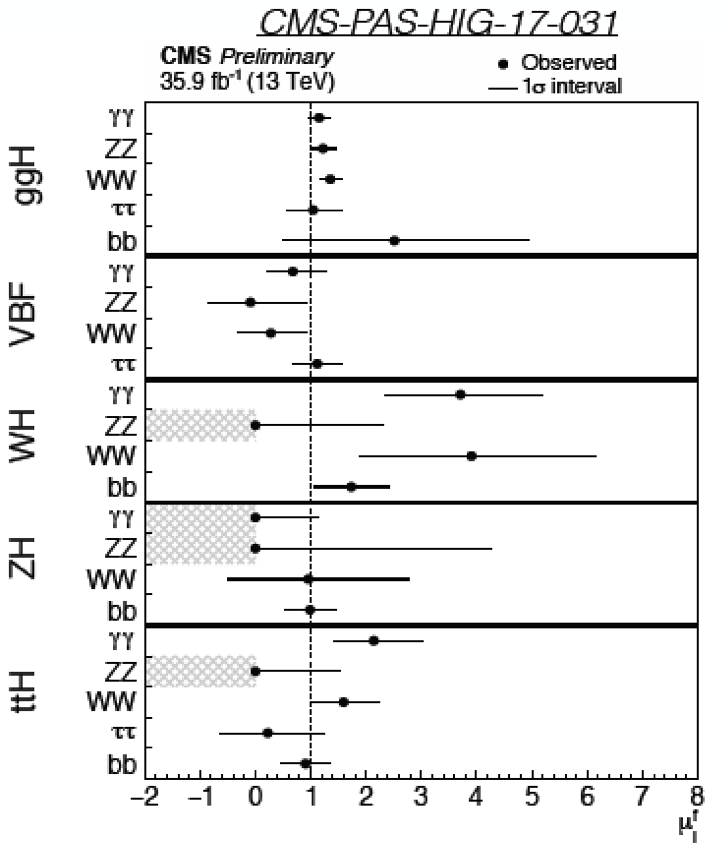 CMS-PAS-HIG-17-031
CMS Preliminary
35.9 fb⁻¹ (13 TeV)
Observed
1σ interval
ggH
γγ
ZZ
WW
ττ
bb
VBF
γγ
ZZ
WW
ττ
WH
γγ
ZZ
WW
bb
ZH
γγ
ZZ
WW
bb
ttH
γγ
ZZ
WW
ττ
bb
−2 −1 0 1 2 3 4 5 6 7 8
μ_i^f